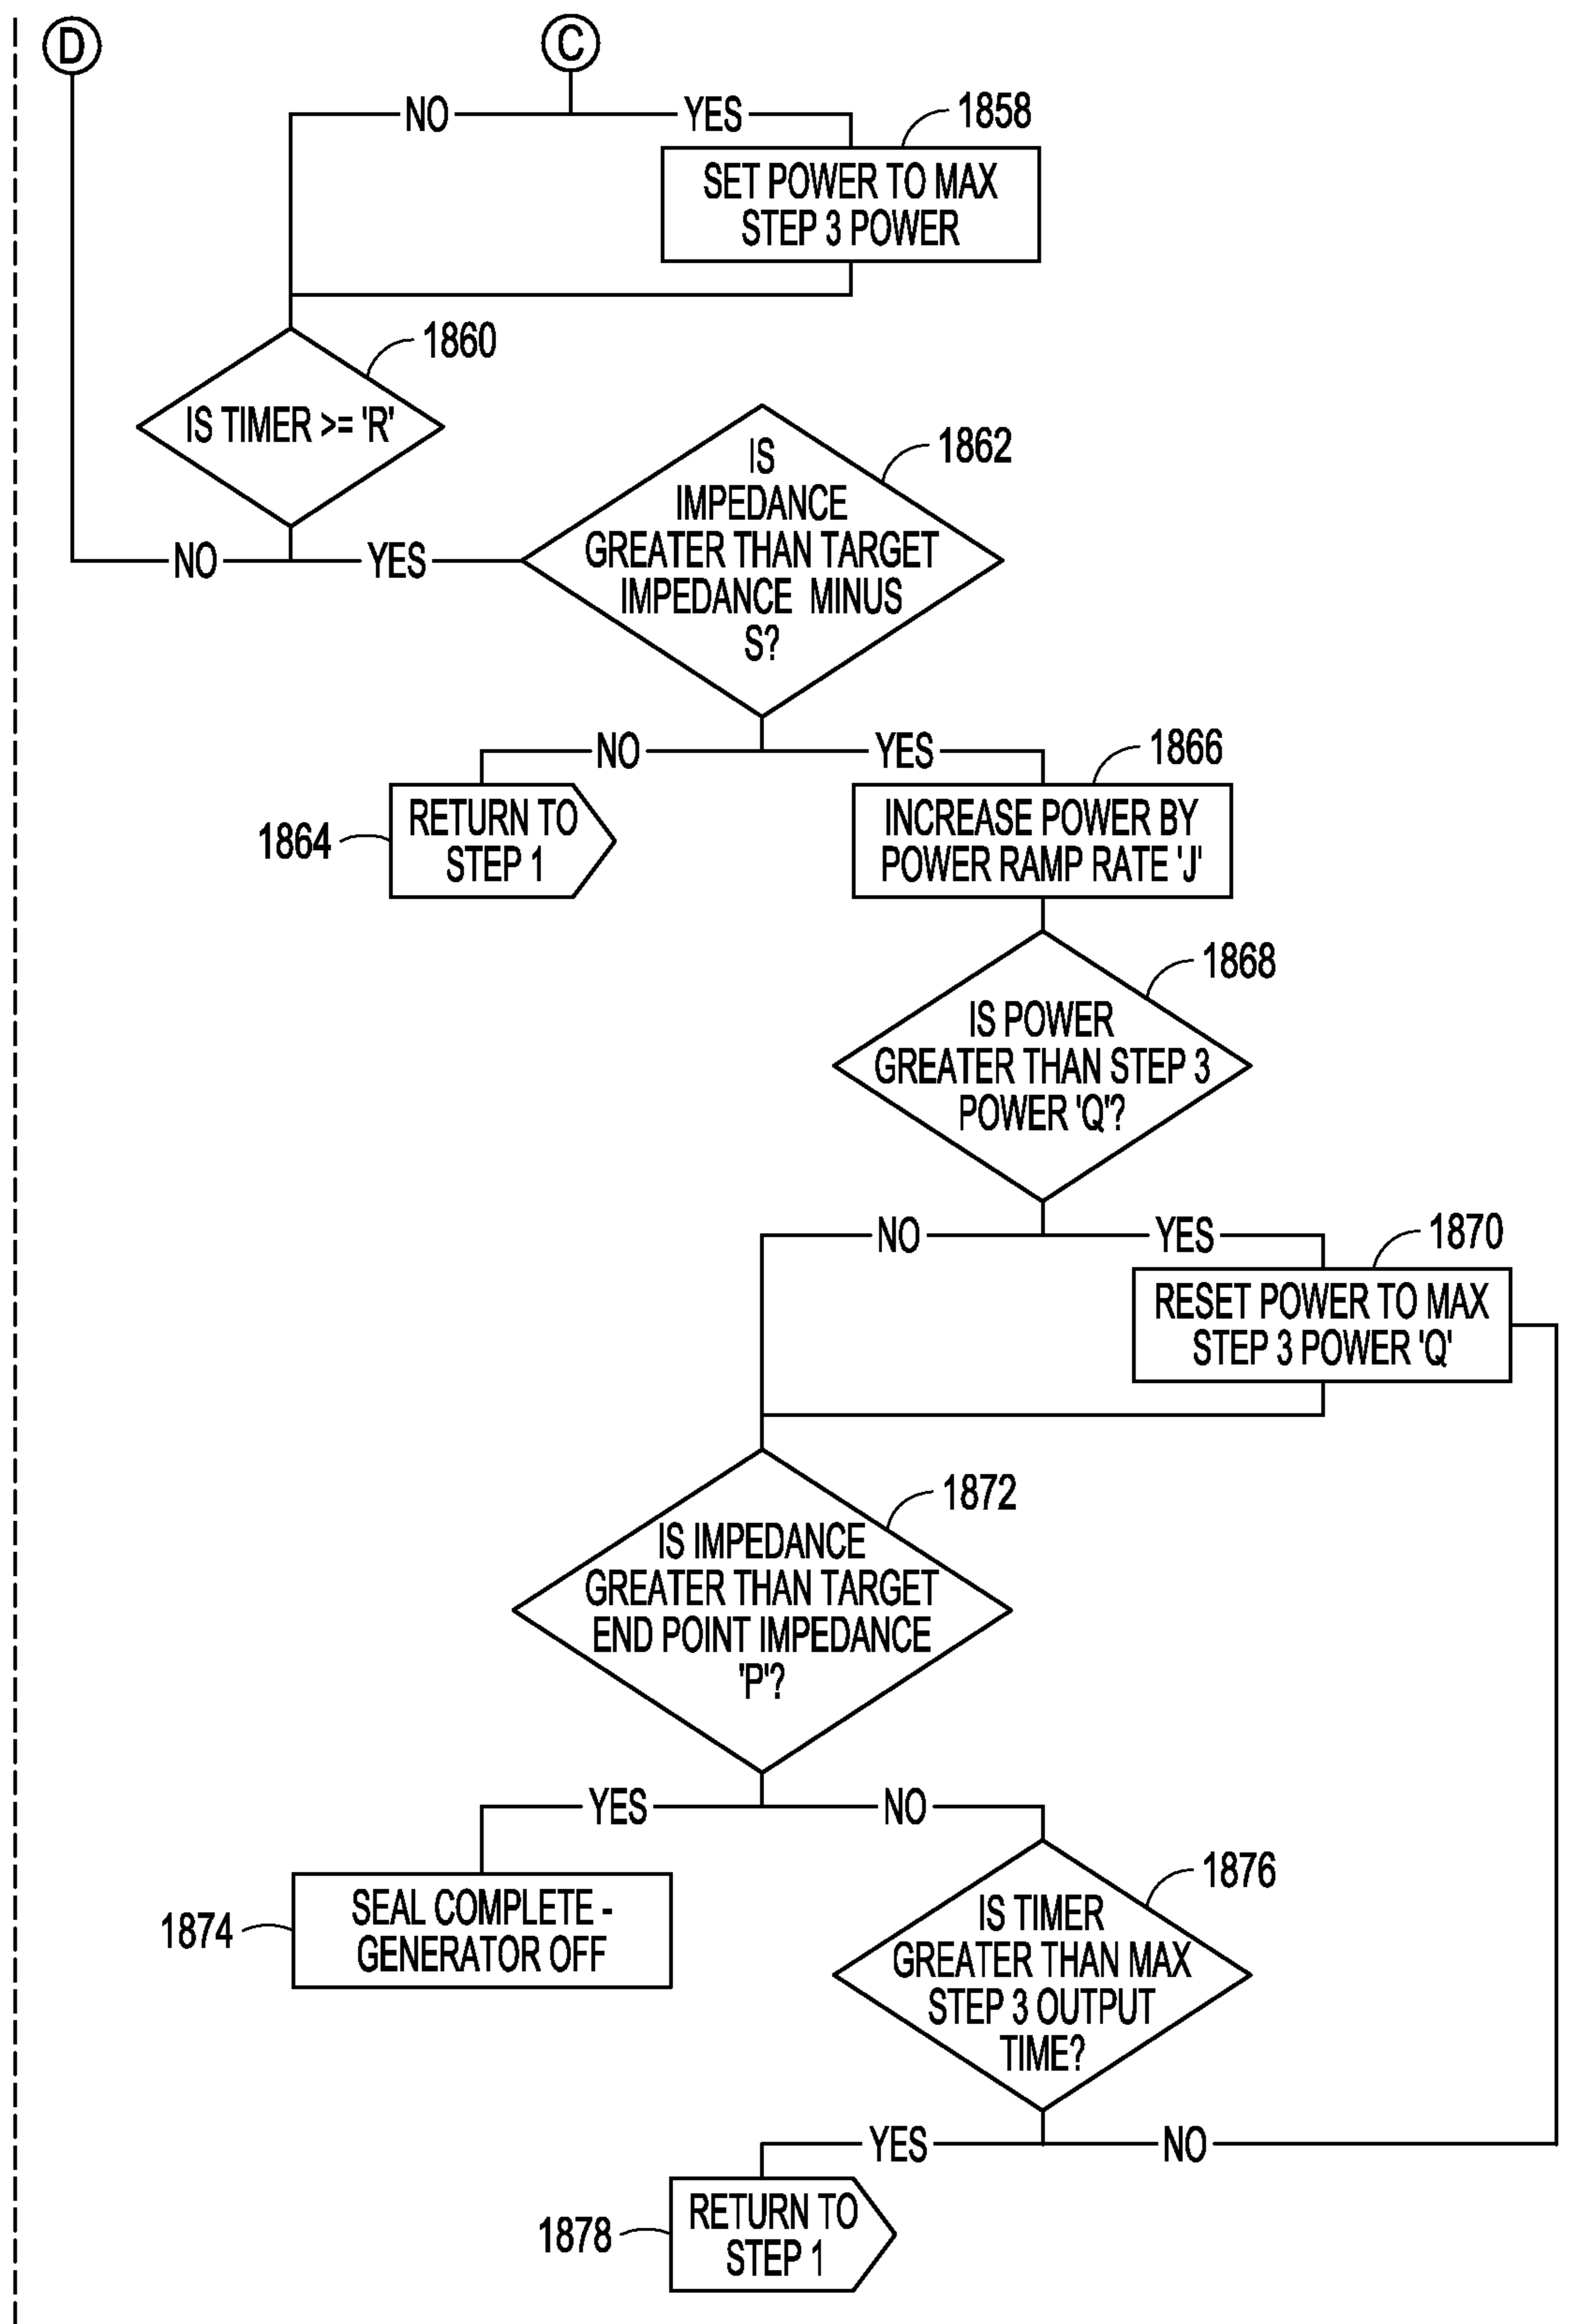 D
C
NO
YES
1858
SET POWER TO MAX
STEP 3 POWER
1860
IS TIMER >= 'R'
NO
YES
1862
IS
IMPEDANCE
GREATER THAN TARGET
IMPEDANCE MINUS
S?
NO
YES
1864
RETURN TO
STEP 1
1866
INCREASE POWER BY
POWER RAMP RATE 'J'
1868
IS POWER
GREATER THAN STEP 3
POWER 'Q'?
NO
YES
1870
RESET POWER TO MAX
STEP 3 POWER 'Q'
1872
IS IMPEDANCE
GREATER THAN TARGET
END POINT IMPEDANCE
'P'?
YES
NO
1874
SEAL COMPLETE -
GENERATOR OFF
1876
IS TIMER
GREATER THAN MAX
STEP 3 OUTPUT
TIME?
YES
NO
1878
RETURN TO
STEP 1